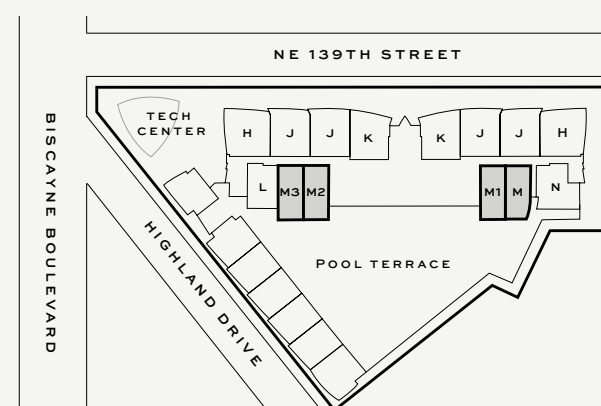 NE 139TH STREET
BISCAYNE BOULEVARD
TECH
CENTER
H
J
J
K
K
J
J
H
L
M3
M2
M1
M
N
HIGHLAND DRIVE
POOL TERRACE